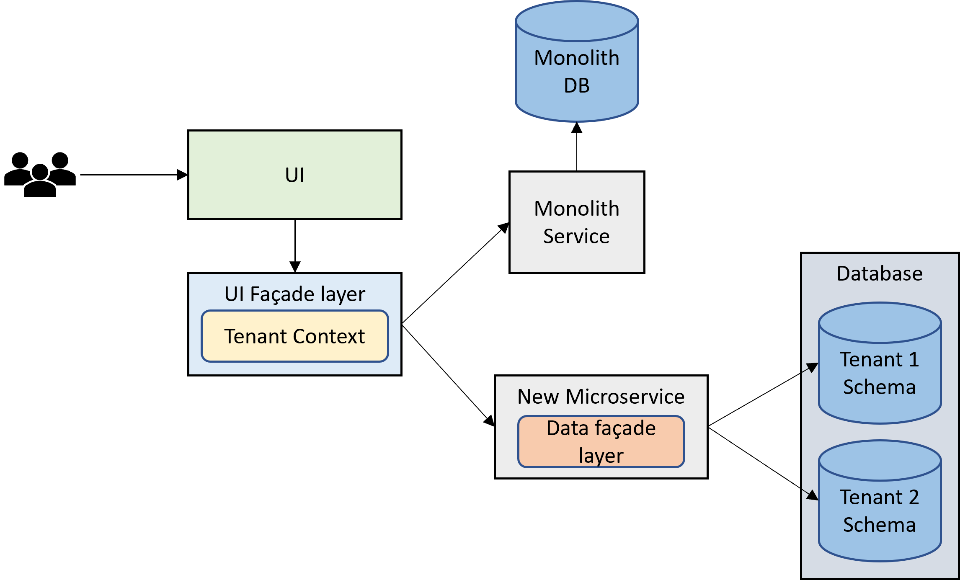 Monolith
DB
UI
Monolith
Service
UI Façade layer
Tenant Context
Database
Tenant 1
Schema
New Microservice
Data façade
layer
Tenant 2
Schema